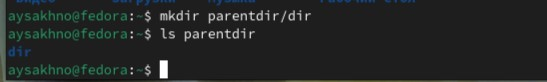 aysakhno@fedora:~$ mkdir parentdir/dir
aysakhno@fedora:~$ ls parentdir
dir
aysakhno@fedora:~$